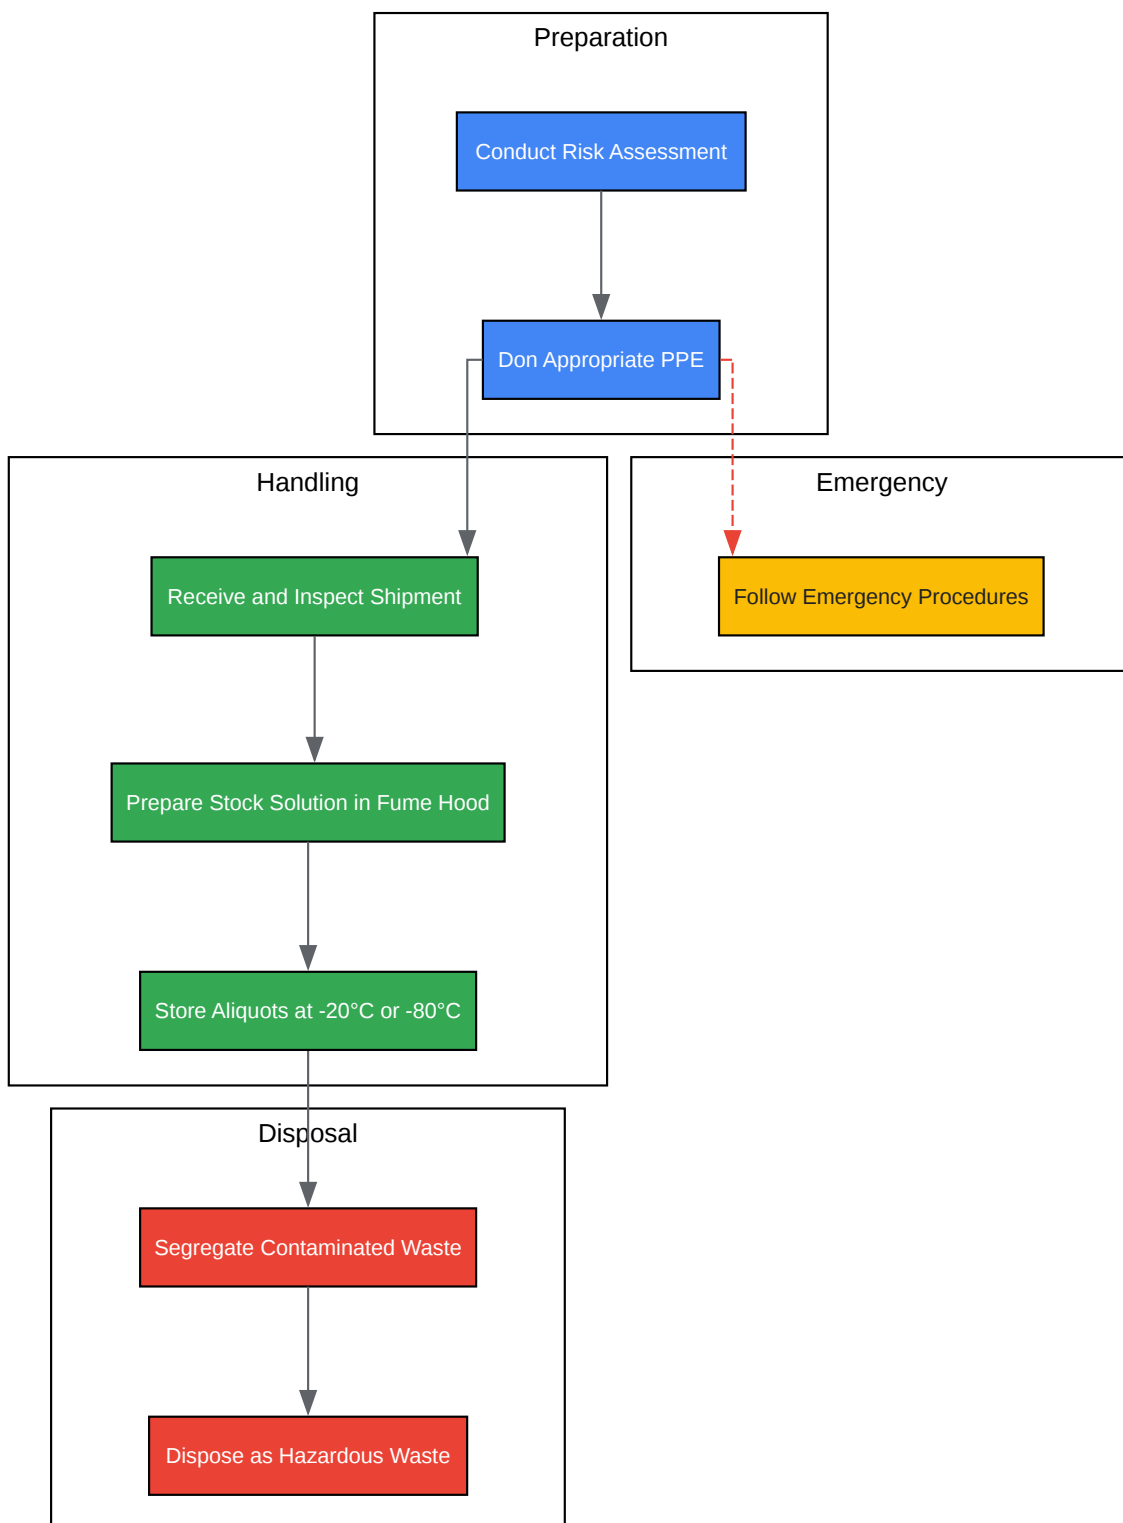 Preparation
Conduct Risk Assessment
Don Appropriate PPE
Handling
Receive and Inspect Shipment
Prepare Stock Solution in Fume Hood
Store Aliquots at -20°C or -80°C
Emergency
Follow Emergency Procedures
Disposal
Segregate Contaminated Waste
Dispose as Hazardous Waste